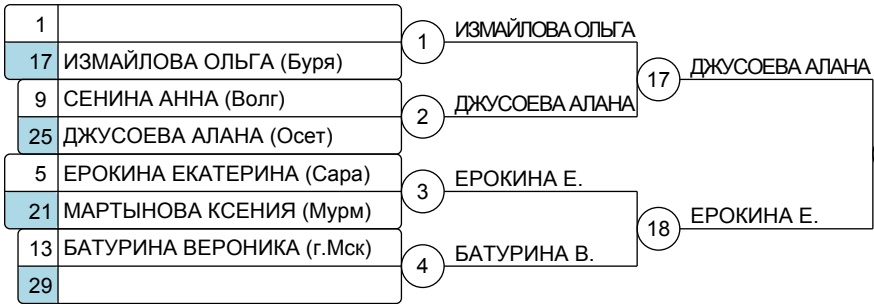 1
17 ИЗМАЙЛОВА ОЛЬГА (Буря)
9 СЕНИНА АННА (Волг)
25 ДЖУСОЕВА АЛАНА (Осет)
5 ЕРОКИНА ЕКАТЕРИНА (Сара)
21 МАРТЫНОВА КСЕНИЯ (Мурм)
13 БАТУРИНА ВЕРОНИКА (г.Мск)
29
1 ИЗМАЙЛОВА ОЛЬГА
2 ДЖУСОЕВА АЛАНА
3 ЕРОКИНА Е.
4 БАТУРИНА В.
17 ДЖУСОЕВА АЛАНА
18 ЕРОКИНА Е.